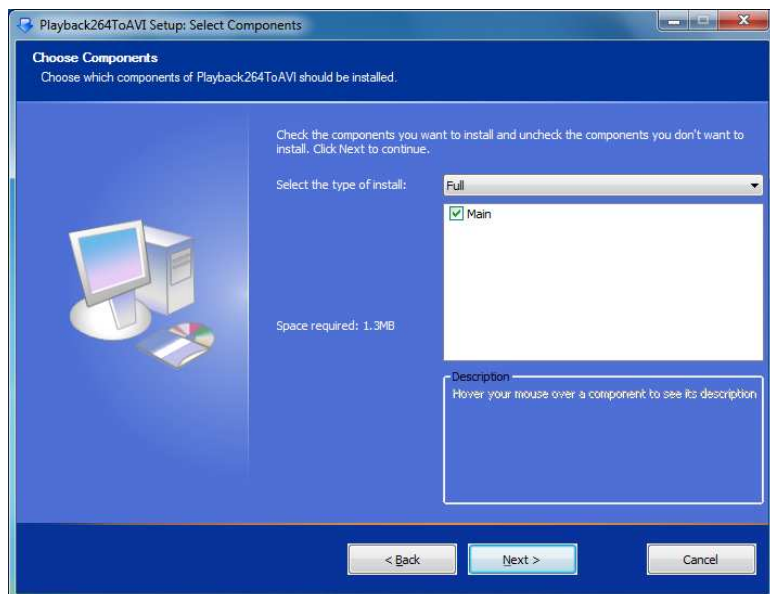 Playback264ToAVI Setup: Select Components
Choose Components
Choose which components of Playback264ToAVI should be installed.
Check the components you want to install and uncheck the components you don't want to
install. Click Next to continue.
Select the type of install:
Full
Main
Space required: 1.3MB
Description
Hover your mouse over a component to see its description
< Back
Next >
Cancel